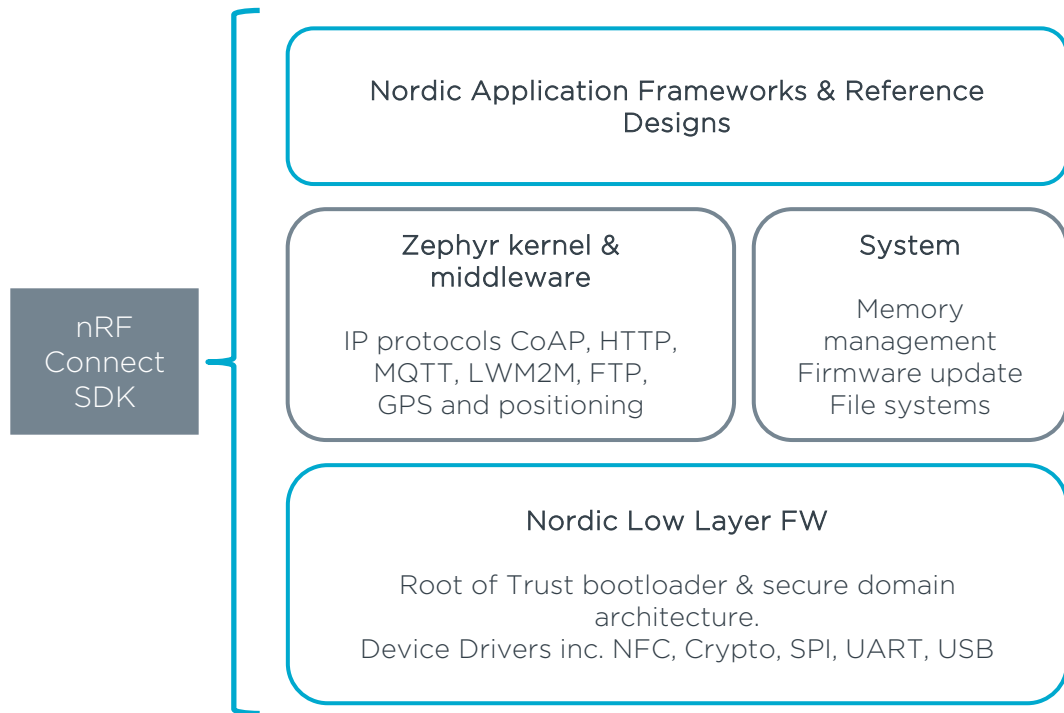 nRF
Connect
SDK
Nordic Application Frameworks & Reference
Designs
Zephyr kernel &
middleware
IP protocols CoAP, HTTP,
MQTT, LWM2M, FTP,
GPS and positioning
System
Memory
management
Firmware update
File systems
Nordic Low Layer FW
Root of Trust bootloader & secure domain
architecture.
Device Drivers inc. NFC, Crypto, SPI, UART, USB